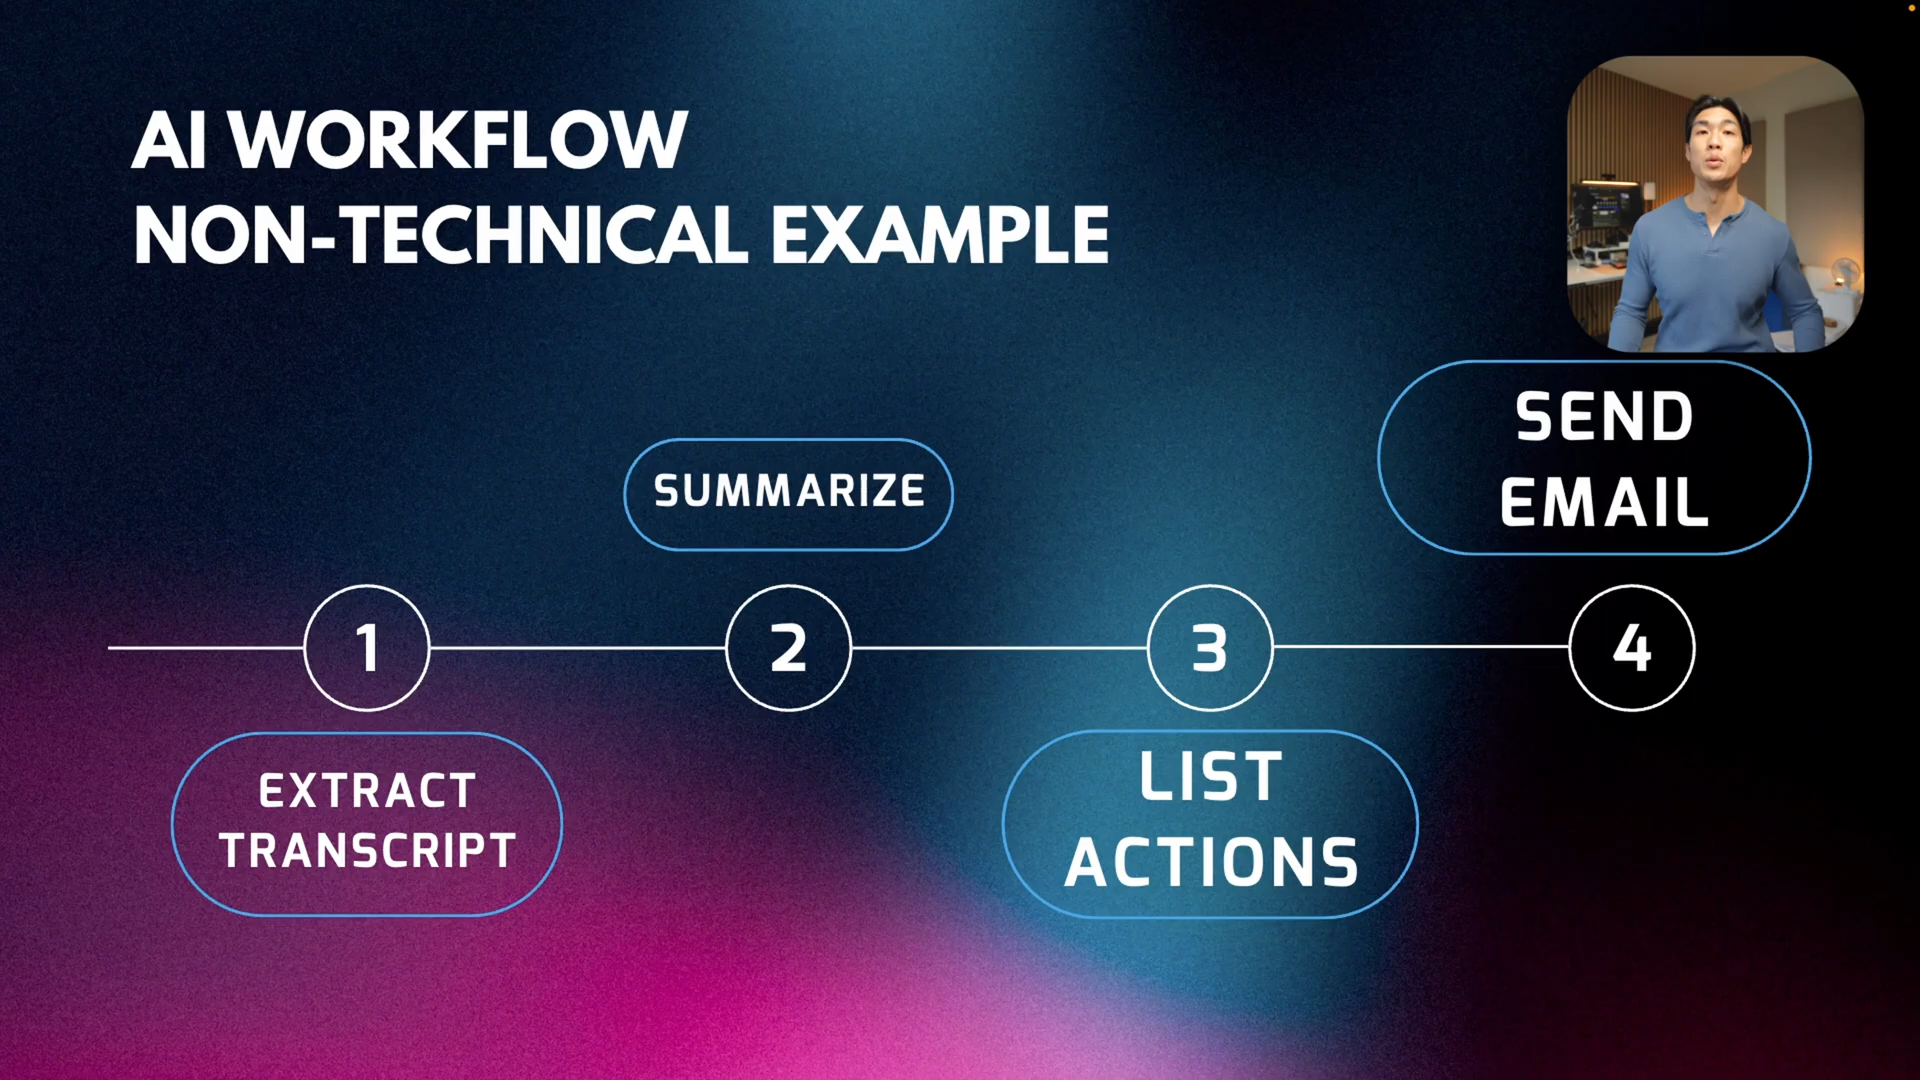 AI WORKFLOW
NON-TECHNICAL EXAMPLE
1
EXTRACT
TRANSCRIPT
2
SUMMARIZE
3
LIST
ACTIONS
4
SEND
EMAIL